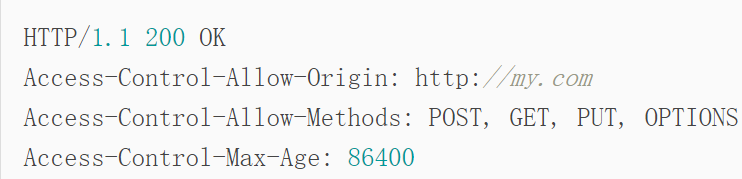 HTTP/1.1 200 OK
Access-Control-Allow-Origin: http://my.com
Access-Control-Allow-Methods: POST, GET, PUT, OPTIONS
Access-Control-Max-Age: 86400